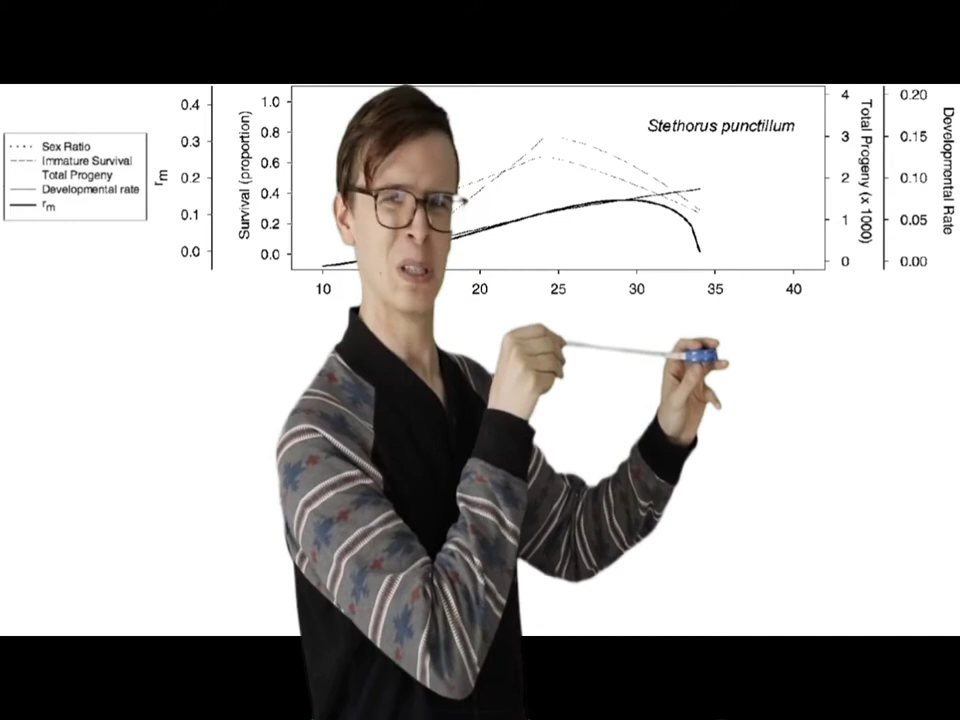 Sex Ratio
Immature Survival
Total Progeny
Developmental rate
rm
rm
0.4
0.3
0.2
0.1
0.0
Survival (proportion)
1.0
0.8
0.6
0.4
0.2
0.0
Stethorus punctillum
4
3
2
1
0
Total Progeny (x 1000)
0.20
0.15
0.10
0.05
0.00
Developmental Rate
10
20
25
30
35
40